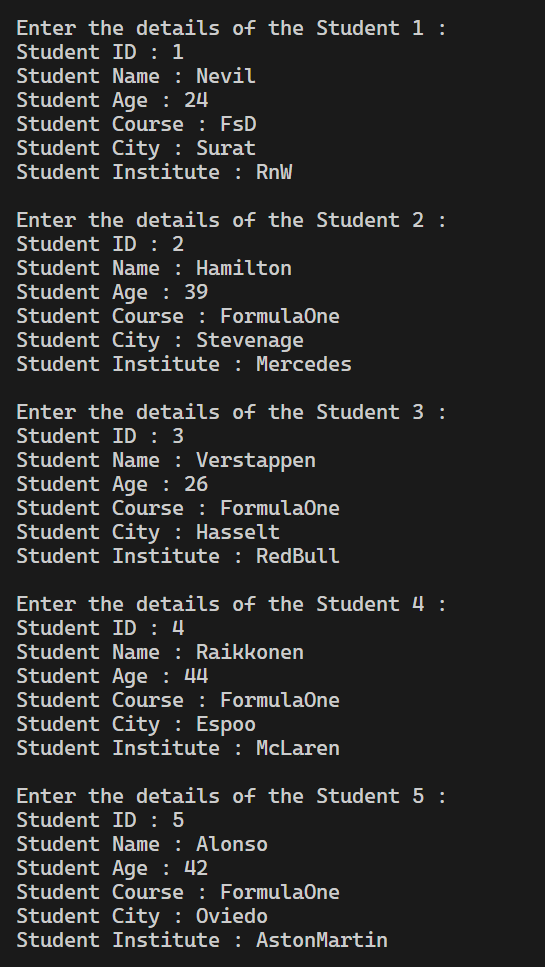 Enter the details of the Student 1 :
Student ID : 1
Student Name : Nevil
Student Age : 24
Student Course : FsD
Student City : Surat
Student Institute : RnW
Enter the details of the Student 2 :
Student ID : 2
Student Name : Hamilton
Student Age : 39
Student Course : FormulaOne
Student City : Stevenage
Student Institute : Mercedes
Enter the details of the Student 3 :
Student ID : 3
Student Name : Verstappen
Student Age : 26
Student Course : FormulaOne
Student City : Hasselt
Student Institute : RedBull
Enter the details of the Student 4 :
Student ID : 4
Student Name : Raikkonen
Student Age : 44
Student Course : FormulaOne
Student City : Espoo
Student Institute : McLaren
Enter the details of the Student 5 :
Student ID : 5
Student Name : Alonso
Student Age : 42
Student Course : FormulaOne
Student City : Oviedo
Student Institute : AstonMartin